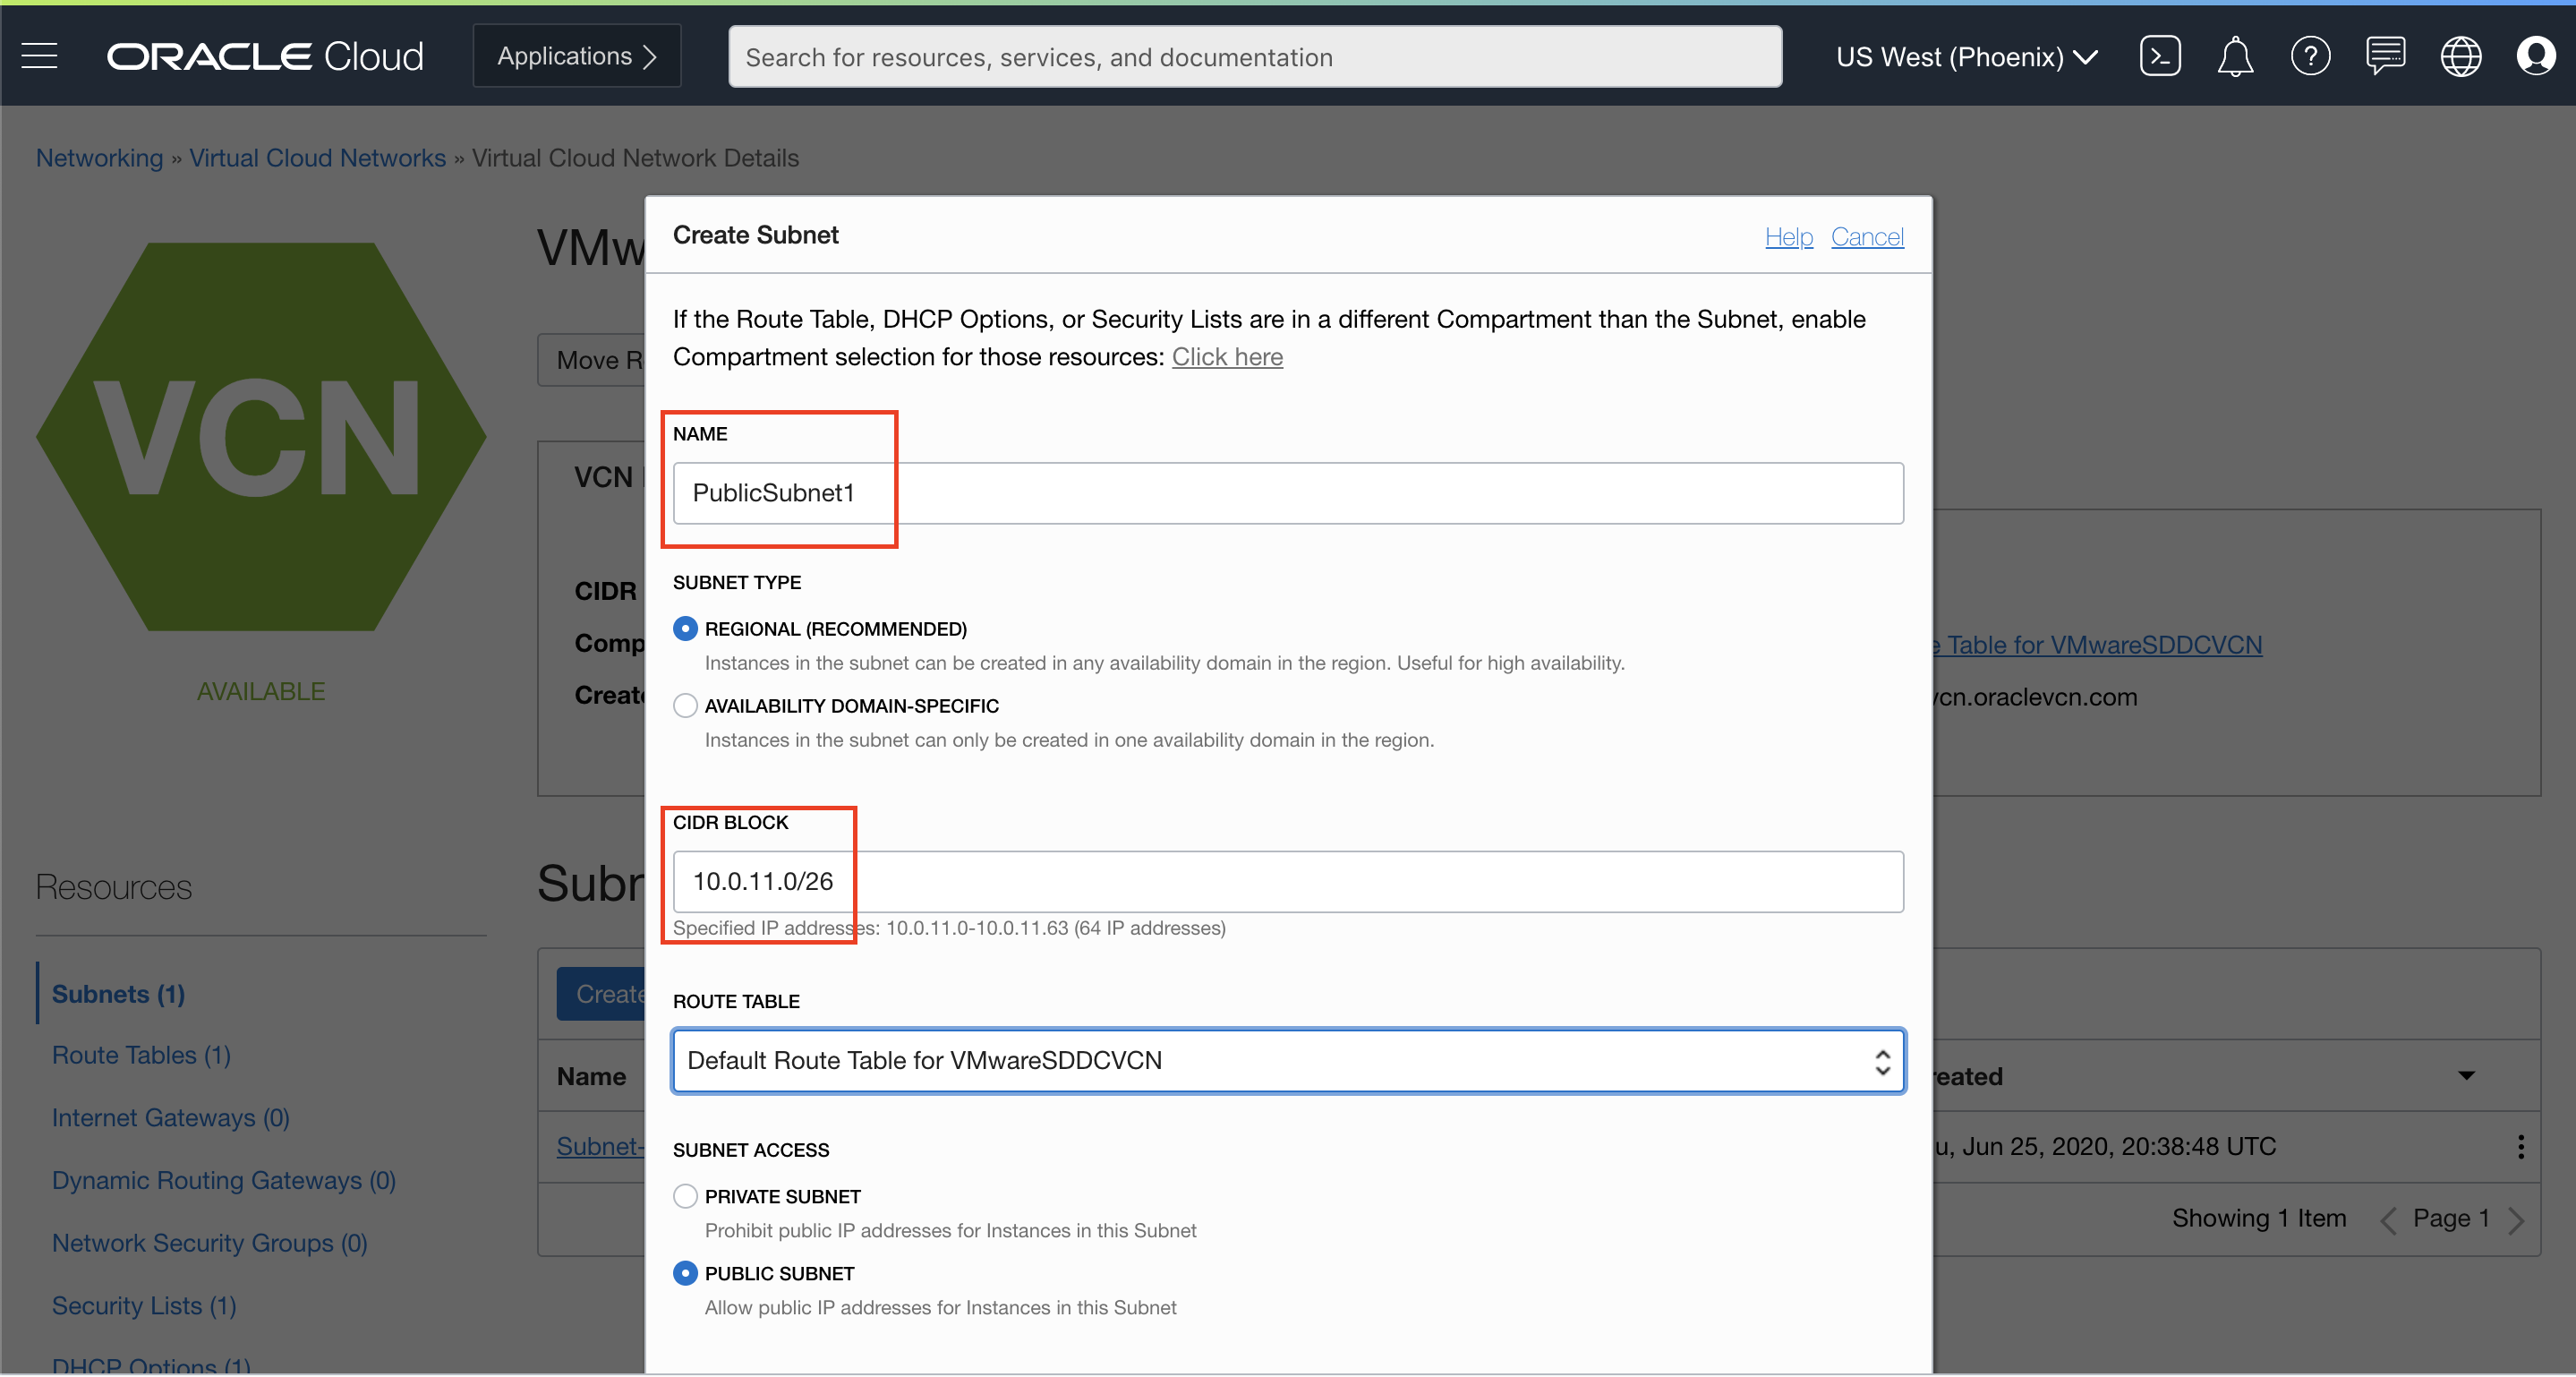 ORACLE Cloud
Applications
Search for resources, services, and documentation
US West (Phoenix)
Networking » Virtual Cloud Networks » Virtual Cloud Network Details
VCN
AVAILABLE
VMw
Move R
VCN
CIDR
Comp
Create
e Table for VMwareSDDCVCN
vcn.oraclevcn.com
Create Subnet
Help Cancel
If the Route Table, DHCP Options, or Security Lists are in a different Compartment than the Subnet, enable
Compartment selection for those resources: Click here
NAME
PublicSubnet1
SUBNET TYPE
REGIONAL (RECOMMENDED)
Instances in the subnet can be created in any availability domain in the region. Useful for high availability.
AVAILABILITY DOMAIN-SPECIFIC
Instances in the subnet can only be created in one availability domain in the region.
CIDR BLOCK
10.0.11.0/26
Specified IP addresses: 10.0.11.0-10.0.11.63 (64 IP addresses)
ROUTE TABLE
Default Route Table for VMwareSDDCVCN
SUBNET ACCESS
PRIVATE SUBNET
Prohibit public IP addresses for Instances in this Subnet
PUBLIC SUBNET
Allow public IP addresses for Instances in this Subnet
Resources
Subnets (1)
Route Tables (1)
Internet Gateways (0)
Dynamic Routing Gateways (0)
Network Security Groups (0)
Security Lists (1)
DHCP Options (1)
Subn
Create
Name
reated
Subnet-
u, Jun 25, 2020, 20:38:48 UTC
Showing 1 Item
Page 1